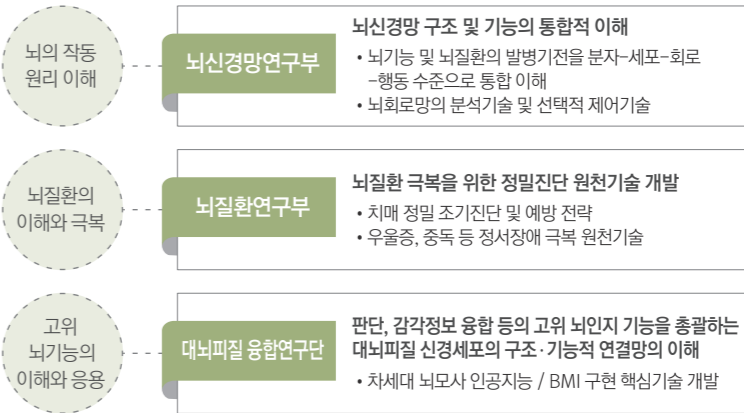 뇌의 작동
원리 이해
뇌신경망연구부
뇌신경망 구조 및 기능의 통합적 이해
• 뇌기능 및 뇌질환의 발병기전을 분자-세포-회로
-행동 수준으로 통합 이해
• 뇌회로망의 분석기술 및 선택적 제어기술
뇌질환의
이해와 극복
뇌질환연구부
뇌질환 극복을 위한 정밀진단 원천기술 개발
• 치매 정밀 조기진단 및 예방 전략
• 우울증, 중독 등 정서장애 극복 원천기술
고위
뇌기능의
이해와 응용
대뇌피질 융합연구단
판단, 감각정보 융합 등의 고위 뇌인지 기능을 총괄하는
대뇌피질 신경세포의 구조·기능적 연결망의 이해
• 차세대 뇌모사 인공지능 / BMI 구현 핵심기술 개발